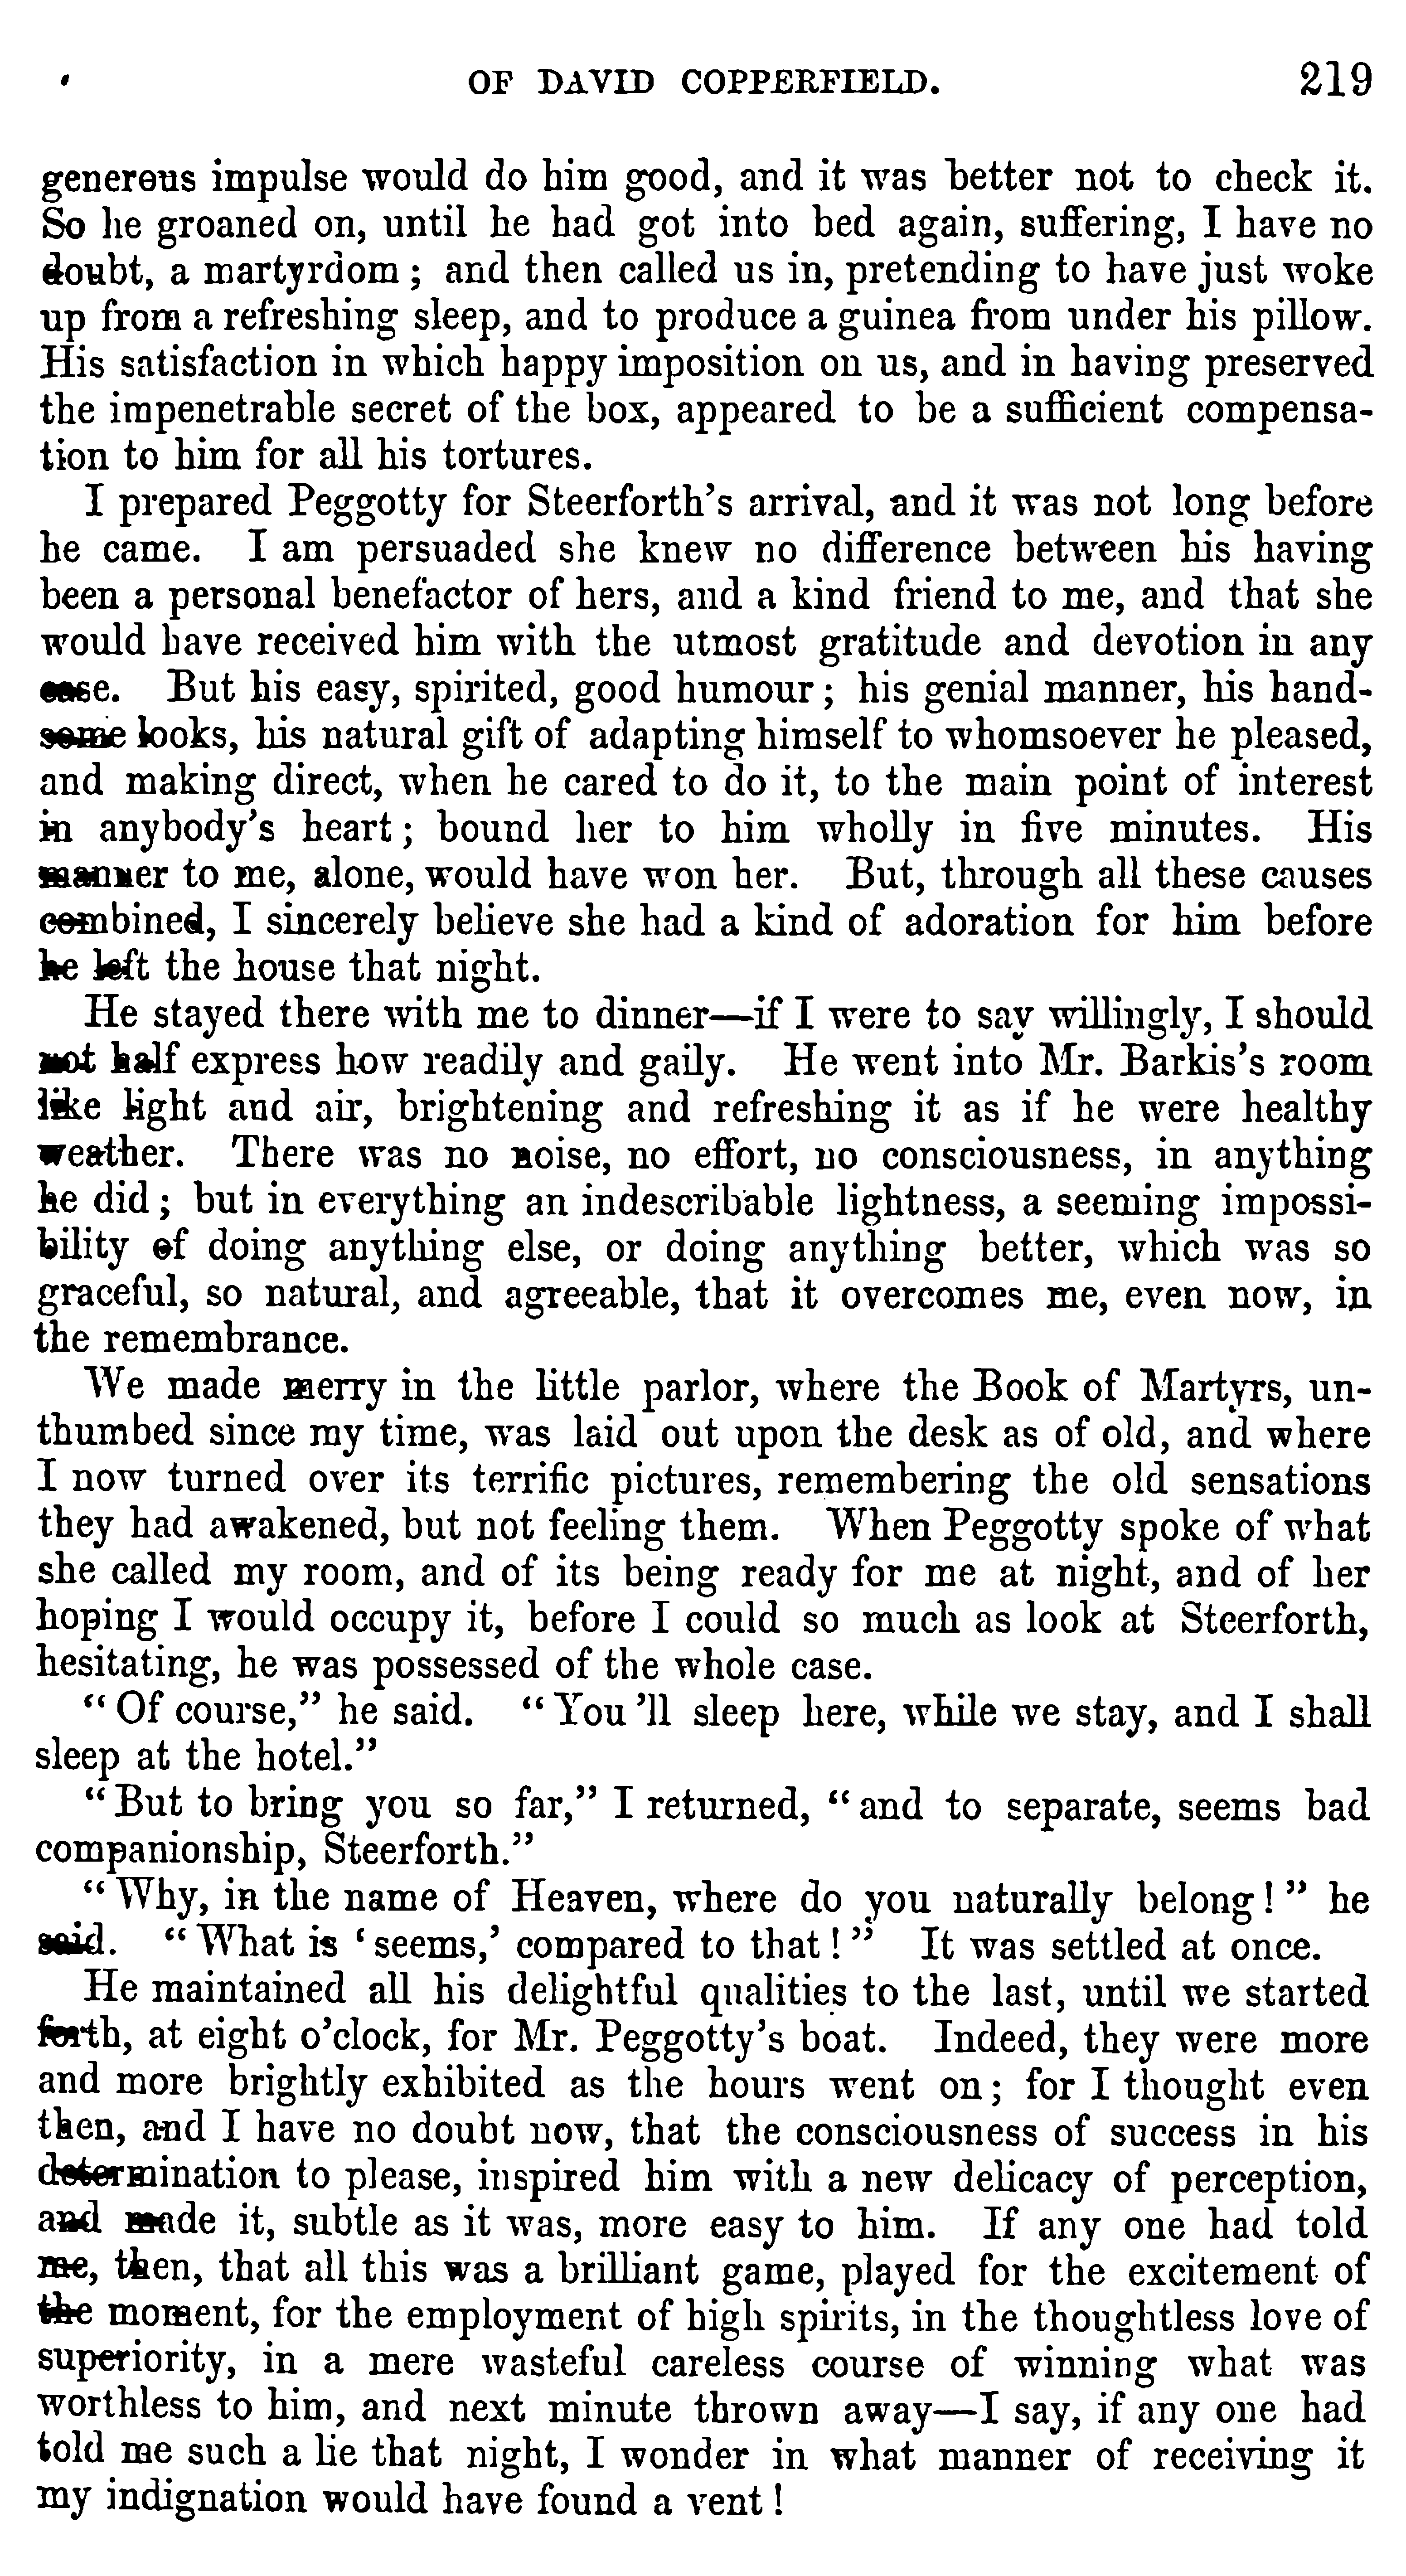 OF DAVID COPPERFIELD. 219
generous impulse would do him good, and it was better not to check it.
So he groaned on, until he had got into bed again, suffering, I have no
doubt, a martyrdom; and then called us in, pretending to have just woke
up from a refreshing sleep, and to produce a guinea from under his pillow.
His satisfaction in which happy imposition on us, and in having preserved
the impenetrable secret of the box, appeared to be a sufficient compensa-
tion to him for all his tortures.
I prepared Peggotty for Steerforth's arrival, and it was not long before
he came. I am persuaded she knew no difference between his having
been a personal benefactor of hers, and a kind friend to me, and that she
would have received him with the utmost gratitude and devotion in any
case. But his easy, spirited, good humour; his genial manner, his hand-
some looks, his natural gift of adapting himself to whomsoever he pleased,
and making direct, when he cared to do it, to the main point of interest
in anybody's heart; bound her to him wholly in five minutes. His
manner to me, alone, would have won her. But, through all these causes
combined, I sincerely believe she had a kind of adoration for him before
he left the house that night.
He stayed there with me to dinner—if I were to say willingly, I should
not half express how readily and gaily. He went into Mr. Barkis's room
like light and air, brightening and refreshing it as if he were healthy
weather. There was no noise, no effort, no consciousness, in anything
he did; but in everything an indescribable lightness, a seeming impossi-
bility of doing anything else, or doing anything better, which was so
graceful, so natural, and agreeable, that it overcomes me, even now, in
the remembrance.
We made merry in the little parlor, where the Book of Martyrs, un-
thumbed since my time, was laid out upon the desk as of old, and where
I now turned over its terrific pictures, remembering the old sensations
they had awakened, but not feeling them. When Peggotty spoke of what
she called my room, and of its being ready for me at night, and of her
hoping I would occupy it, before I could so much as look at Steerforth,
hesitating, he was possessed of the whole case.
"Of course," he said. "You'll sleep here, while we stay, and I shall
sleep at the hotel."
"But to bring you so far," I returned, "and to separate, seems bad
companionship, Steerforth."
"Why, in the name of Heaven, where do you naturally belong!" he
said. "What is 'seems,' compared to that!" It was settled at once.
He maintained all his delightful qualities to the last, until we started
forth, at eight o'clock, for Mr. Peggotty's boat. Indeed, they were more
and more brightly exhibited as the hours went on; for I thought even
then, and I have no doubt now, that the consciousness of success in his
determination to please, inspired him with a new delicacy of perception,
and made it, subtle as it was, more easy to him. If any one had told
me, then, that all this was a brilliant game, played for the excitement of
the moment, for the employment of high spirits, in the thoughtless love of
superiority, in a mere wasteful careless course of winning what was
worthless to him, and next minute thrown away—I say, if any one had
told me such a lie that night, I wonder in what manner of receiving it
my indignation would have found a vent!